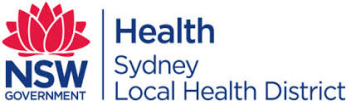 NSW
GOVERNMENT
Health
Sydney
Local Health District